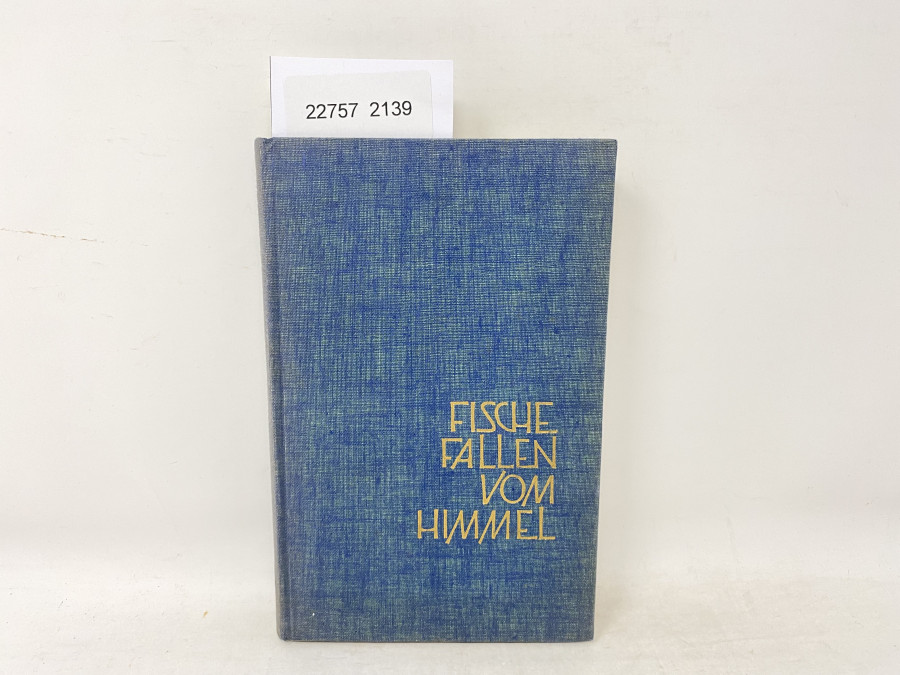 22757 2139
FISCHE
FALLEN
VOM
HIMMEL